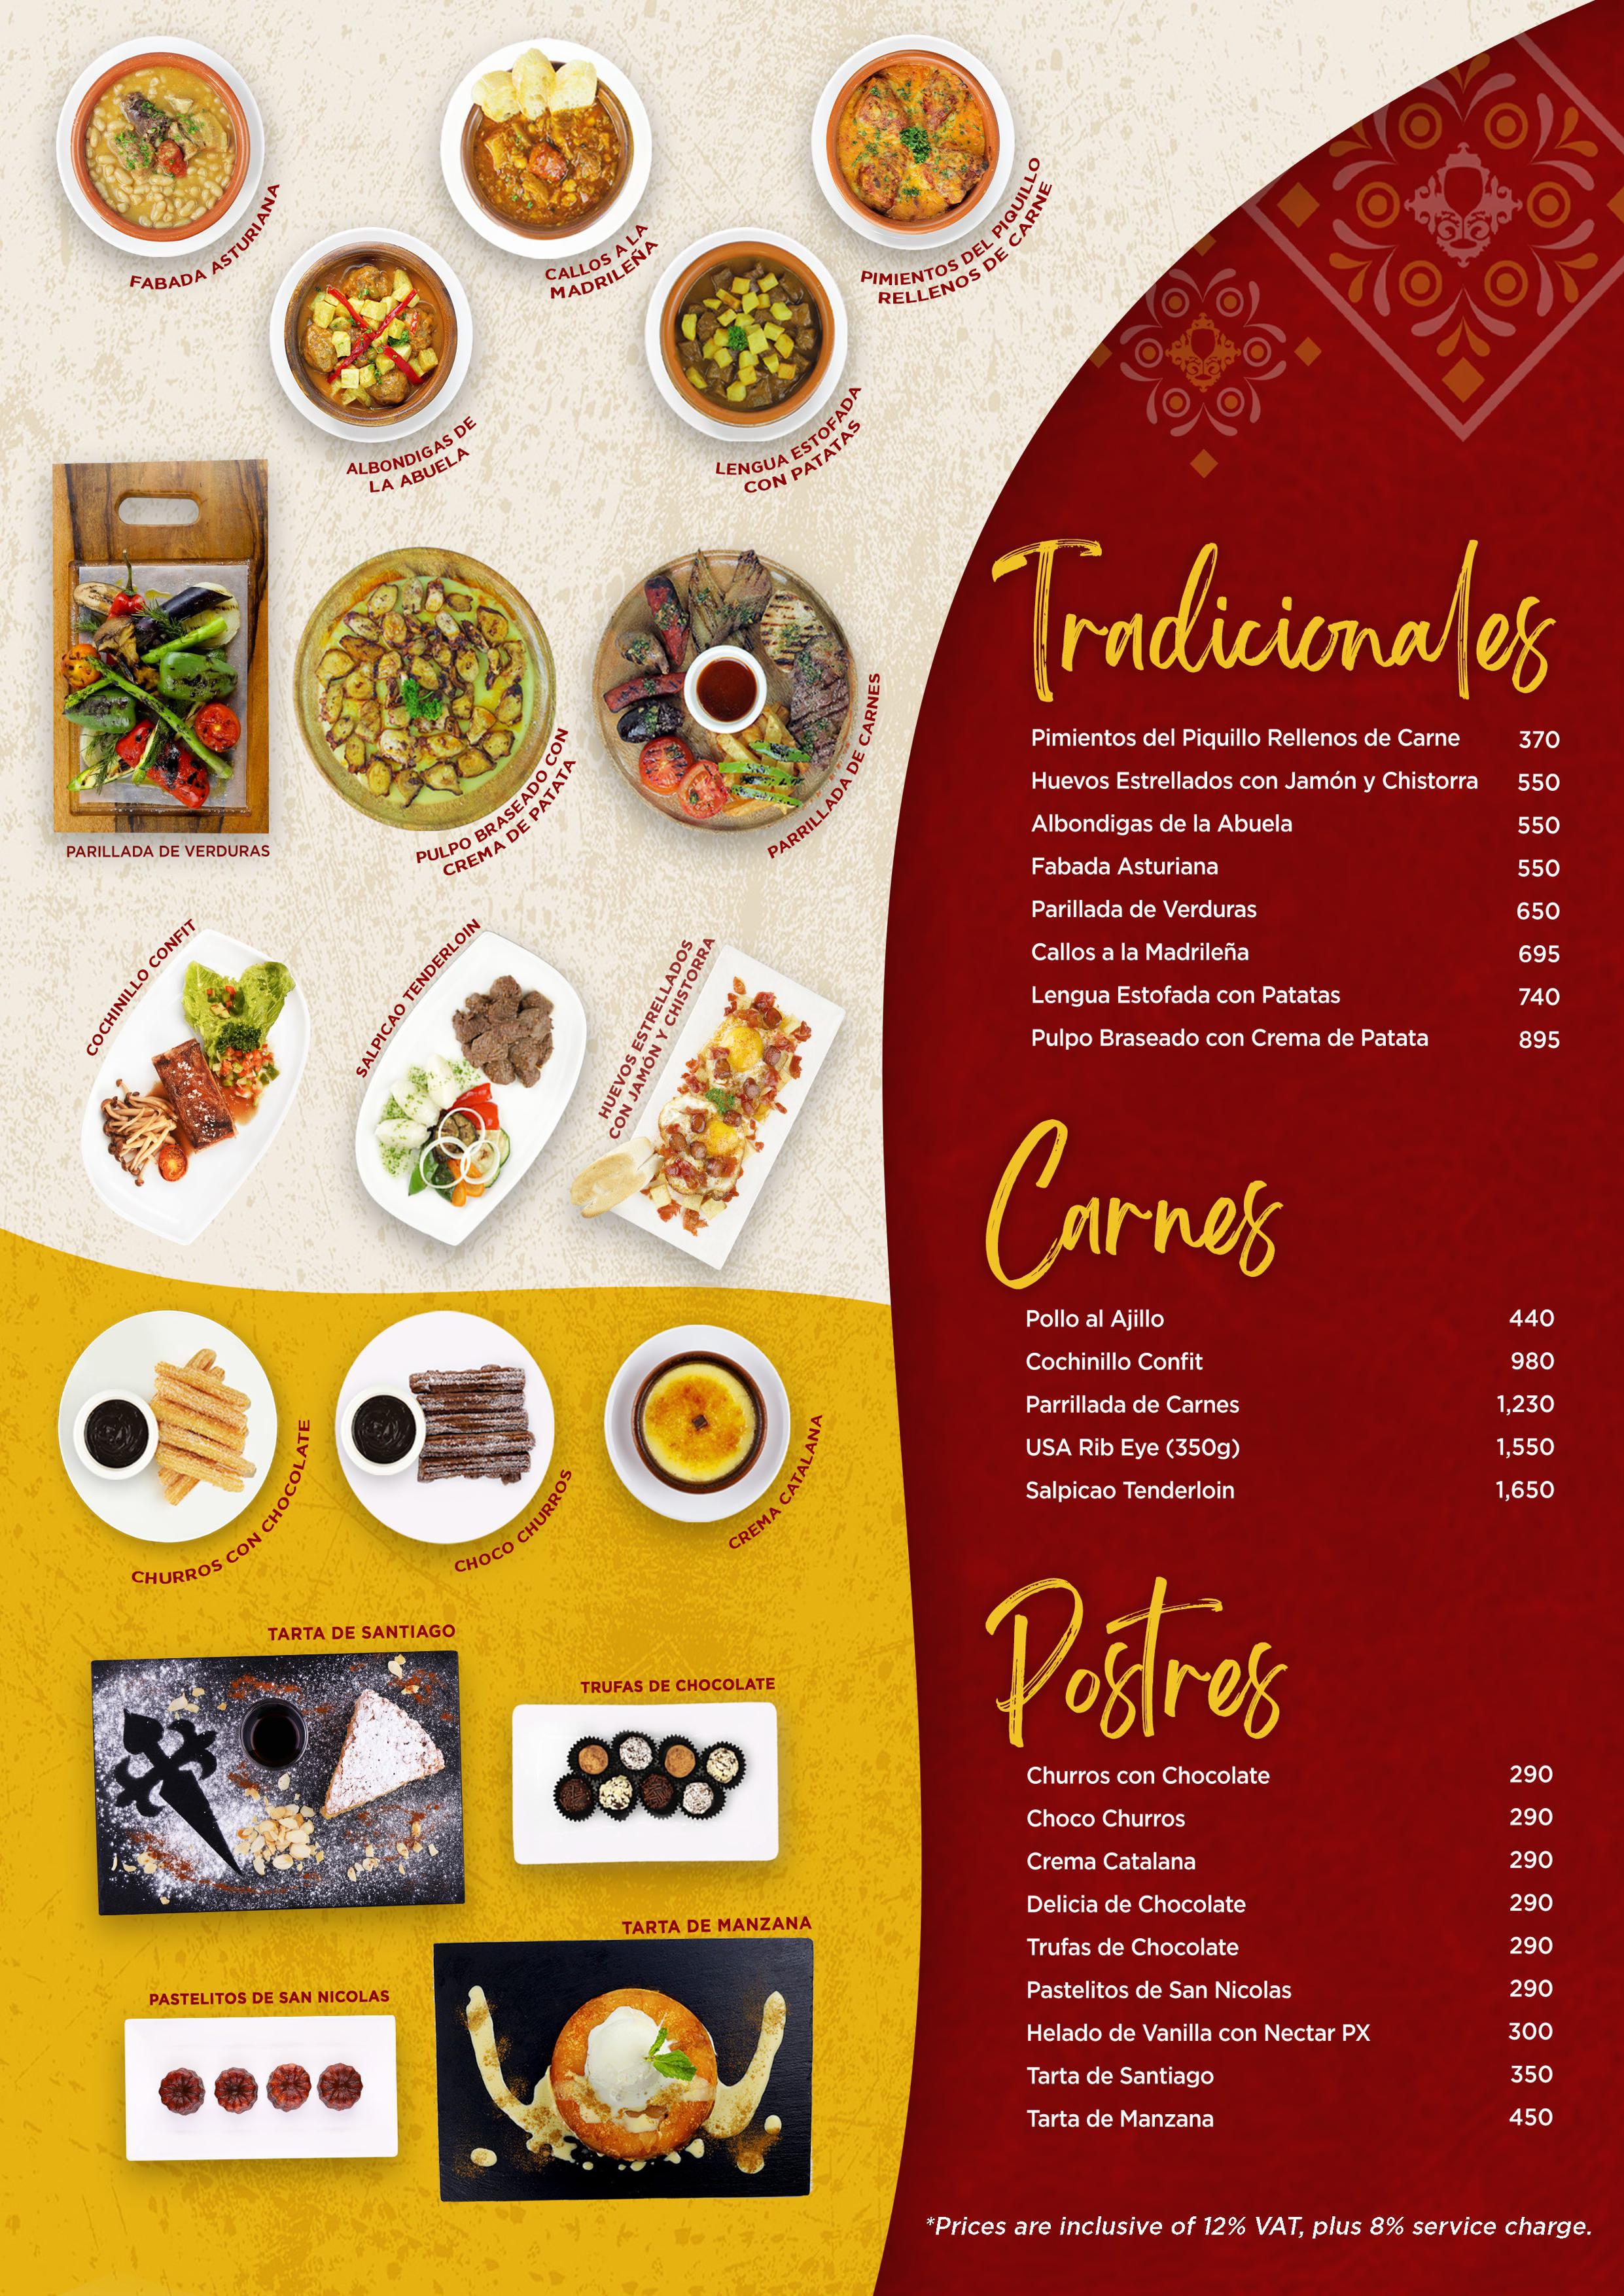 FABADA ASTURIANA
CALLOS A LA
MADRILEÑA
PIMIENTOS DEL PIQUILLO
RELLENOS DE CARNE
ALBONDIGAS DE
LA ABUELA
LENGUA ESTOFADA
CON PATATAS
PARILLADA DE VERDURAS
PULPO BRASEADO CON
CREMA DE PATATA
PARRILLADA DE CARNES
COCHINILLO CONFIT
SALPICAO TENDERLOIN
HUEVOS ESTRELLADOS
CON JAMÓN Y CHISTORRA
CHURROS CON CHOCOLATE
CHOCO CHURROS
CREMA CATALANA
TARTA DE SANTIAGO
TRUFAS DE CHOCOLATE
TARTA DE MANZANA
PASTELITOS DE SAN NICOLAS
Tradicionales
Pimientos del Piquillo Rellenos de Carne 370
Huevos Estrellados con Jamón y Chistorra 550
Albondigas de la Abuela 550
Fabada Asturiana 550
Parillada de Verduras 650
Callos a la Madrileña 695
Lengua Estofada con Patatas 740
Pulpo Braseado con Crema de Patata 895
Carnes
Pollo al Ajillo 440
Cochinillo Confit 980
Parrillada de Carnes 1,230
USA Rib Eye (350g) 1,550
Salpicao Tenderloin 1,650
Postres
Churros con Chocolate 290
Choco Churros 290
Crema Catalana 290
Delicia de Chocolate 290
Trufas de Chocolate 290
Pastelitos de San Nicolas 290
Helado de Vanilla con Nectar PX 300
Tarta de Santiago 350
Tarta de Manzana 450
*Prices are inclusive of 12% VAT, plus 8% service charge.